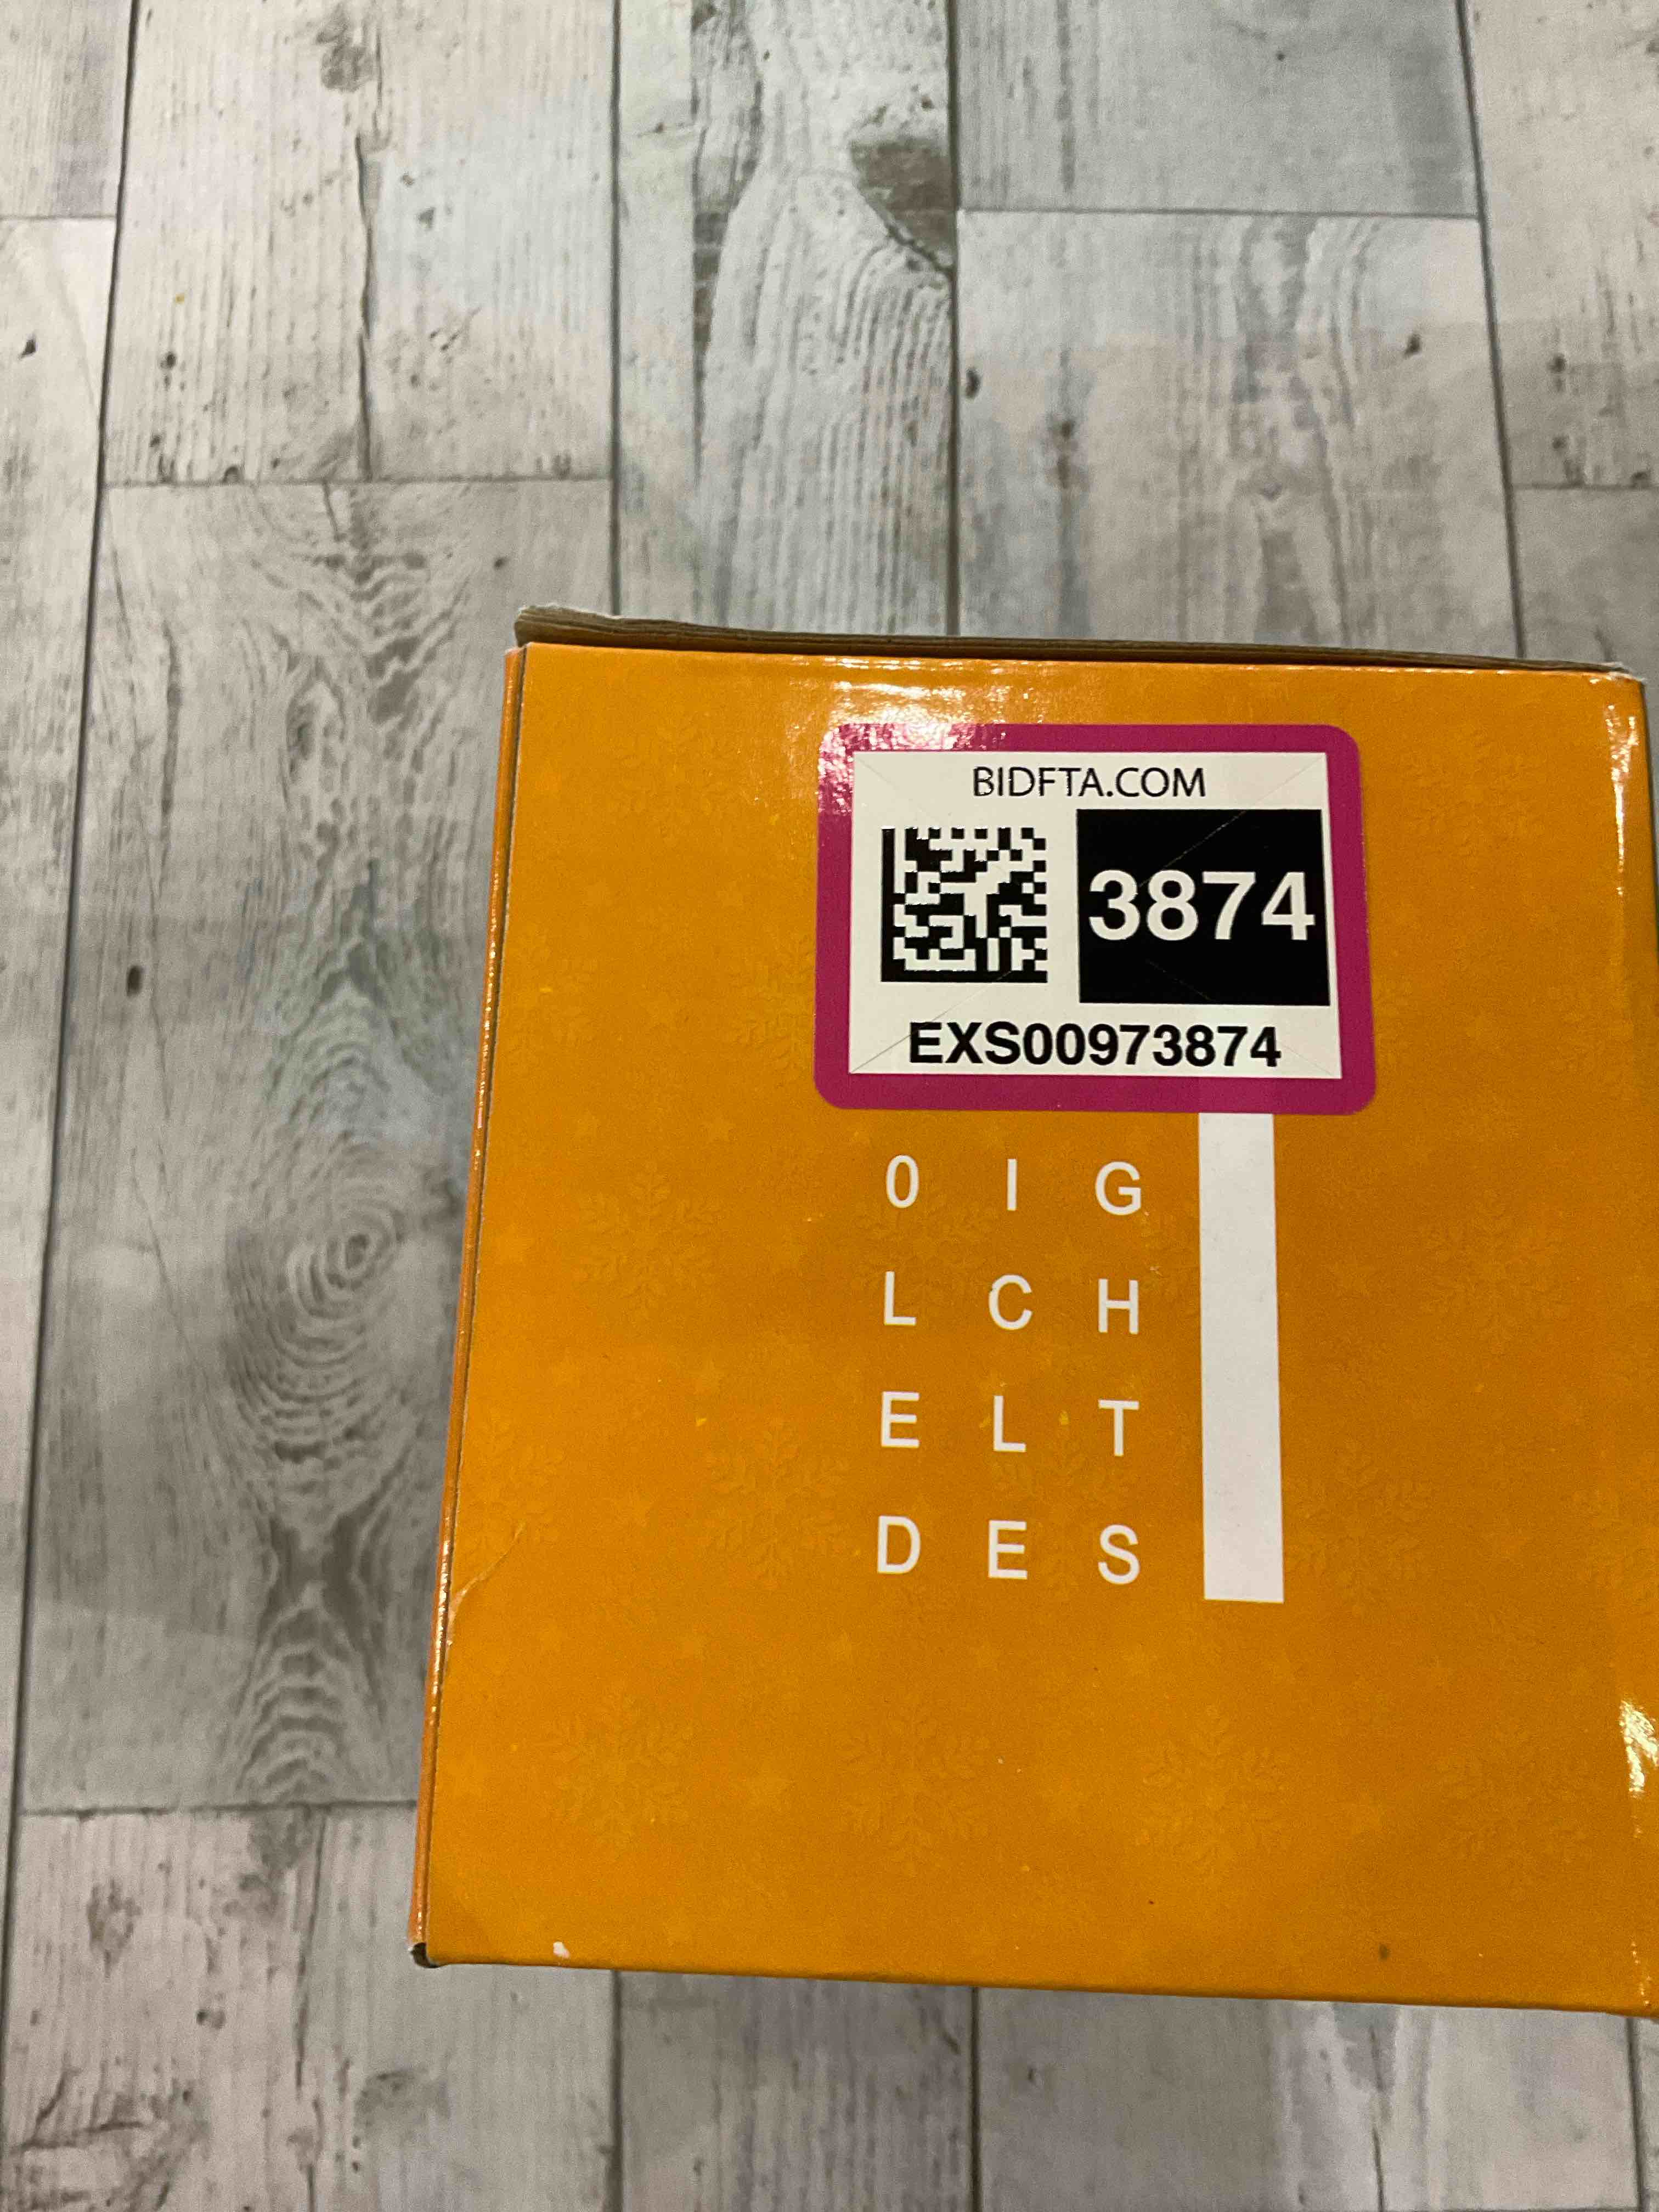 BIDFTA.COM
3874
EXS00973874
0 I G
L C H
E L T
D E S